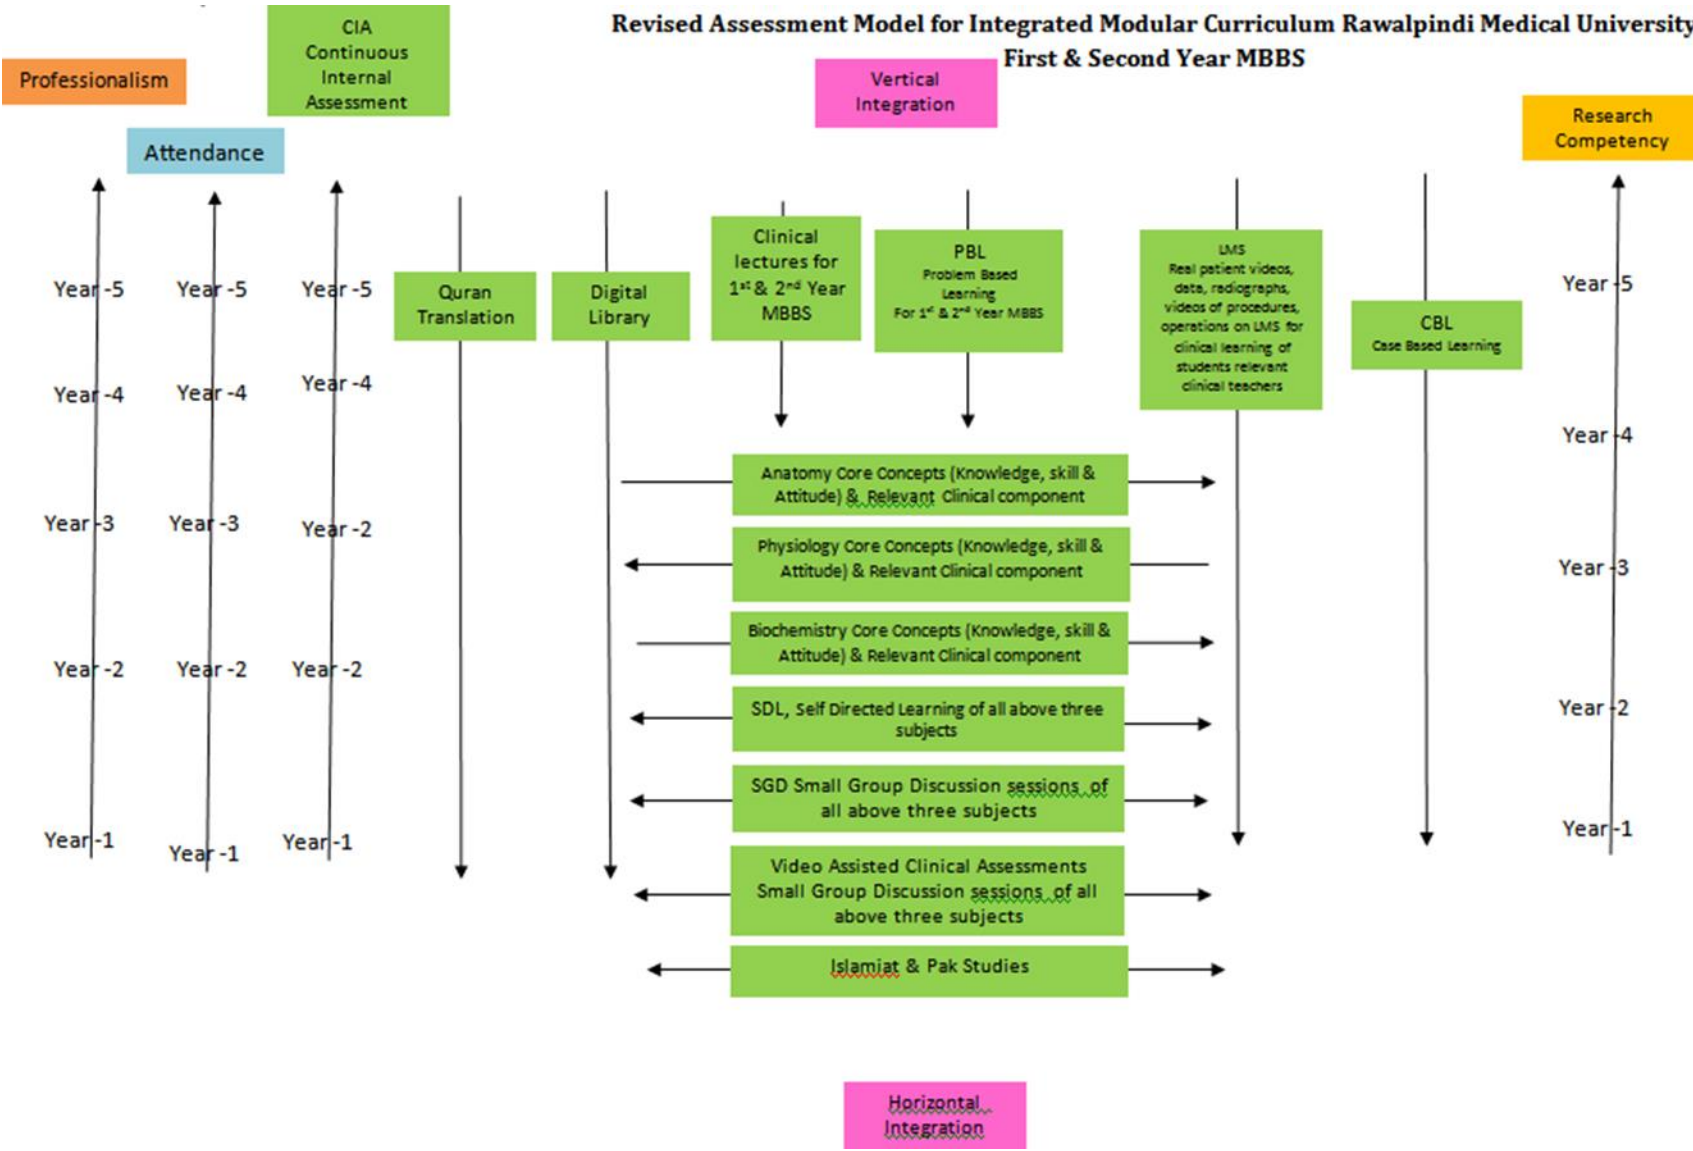 Revised Assessment Model for Integrated Modular Curriculum Rawalpindi Medical University
First & Second Year MBBS
Professionalism
Attendance
CIA
Continuous
Internal
Assessment
Vertical
Integration
Research
Competency
Year -5
Year -4
Year -3
Year -2
Year -1
Year -5
Year -4
Year -3
Year -2
Year -1
Year -5
Year -4
Year -2
Year -2
Year -1
Quran
Translation
Digital
Library
Clinical
lectures for
1st & 2nd Year
MBBS
PBL
Problem Based
Learning
For 1st & 2nd Year MBBS
LMS
Real patient videos,
data, radiographs,
videos of procedures,
operations on LMS for
clinical learning of
students relevant
clinical teachers
CBL
Case Based Learning
Year -5
Year -4
Year -3
Year -2
Year -1
Anatomy Core Concepts (Knowledge, skill &
Attitude) & Relevant Clinical component
Physiology Core Concepts (Knowledge, skill &
Attitude) & Relevant Clinical component
Biochemistry Core Concepts (Knowledge, skill &
Attitude) & Relevant Clinical component
SDL, Self Directed Learning of all above three
subjects
SGD Small Group Discussion sessions of
all above three subjects
Video Assisted Clinical Assessments
Small Group Discussion sessions of all
above three subjects
Islamiat & Pak Studies
Horizontal
Integration